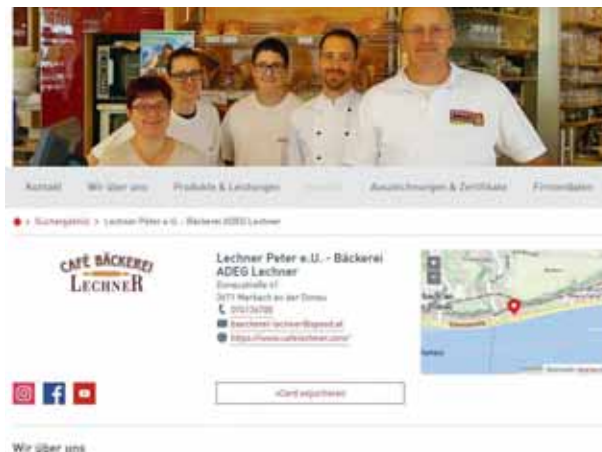 Kontakt Wir über uns Produkte & Leistungen Auszeichnungen & Zertifikate Firmendaten
> Suchergebnis > Lechner Peter e.U. - Bäckerei ADEG Lechner
CAFÉ BÄCKEREI
LECHNER
Lechner Peter e.U. - Bäckerei
ADEG Lechner
Donaustraße 41
3671 Marbach an der Donau
baeckerei-lechner@speed.at
https://www.cafelechner.com/
vCard exportieren
Wir über uns